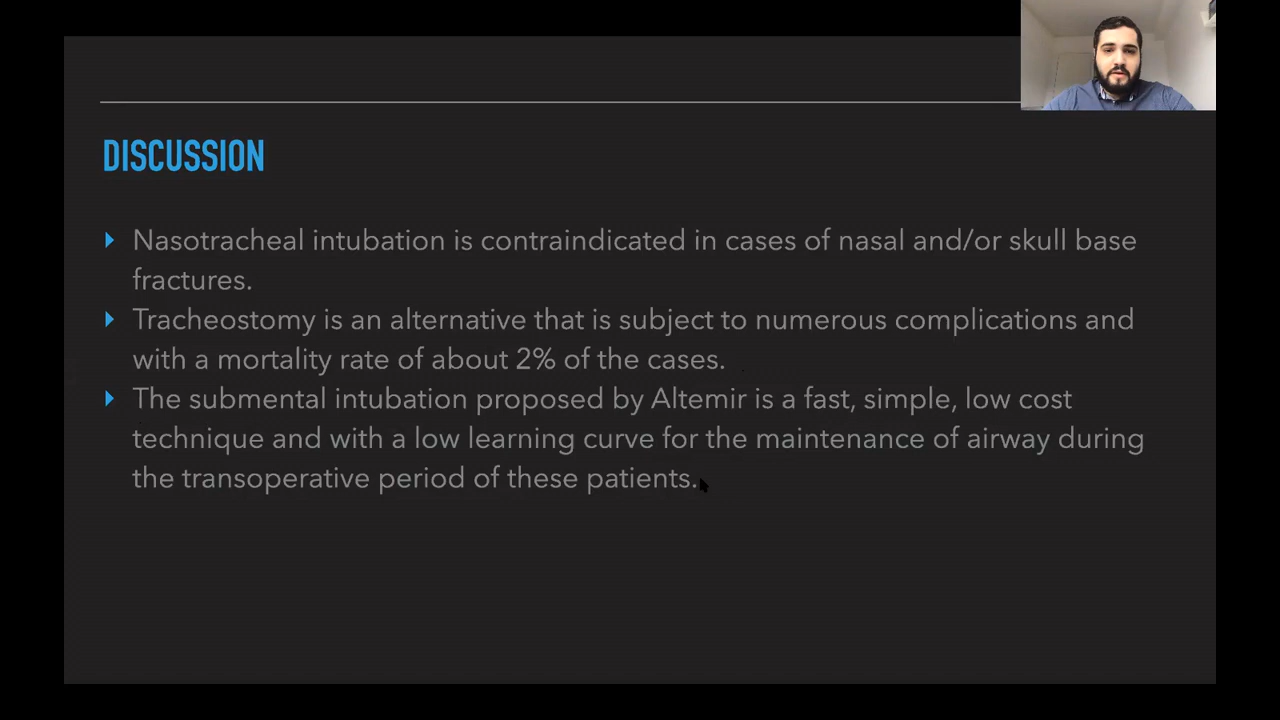 DISCUSSION
Nasotracheal intubation is contraindicated in cases of nasal and/or skull base
fractures.
Tracheostomy is an alternative that is subject to numerous complications and
with a mortality rate of about 2% of the cases.
The submental intubation proposed by Altemir is a fast, simple, low cost
technique and with a low learning curve for the maintenance of airway during
the transoperative period of these patients.